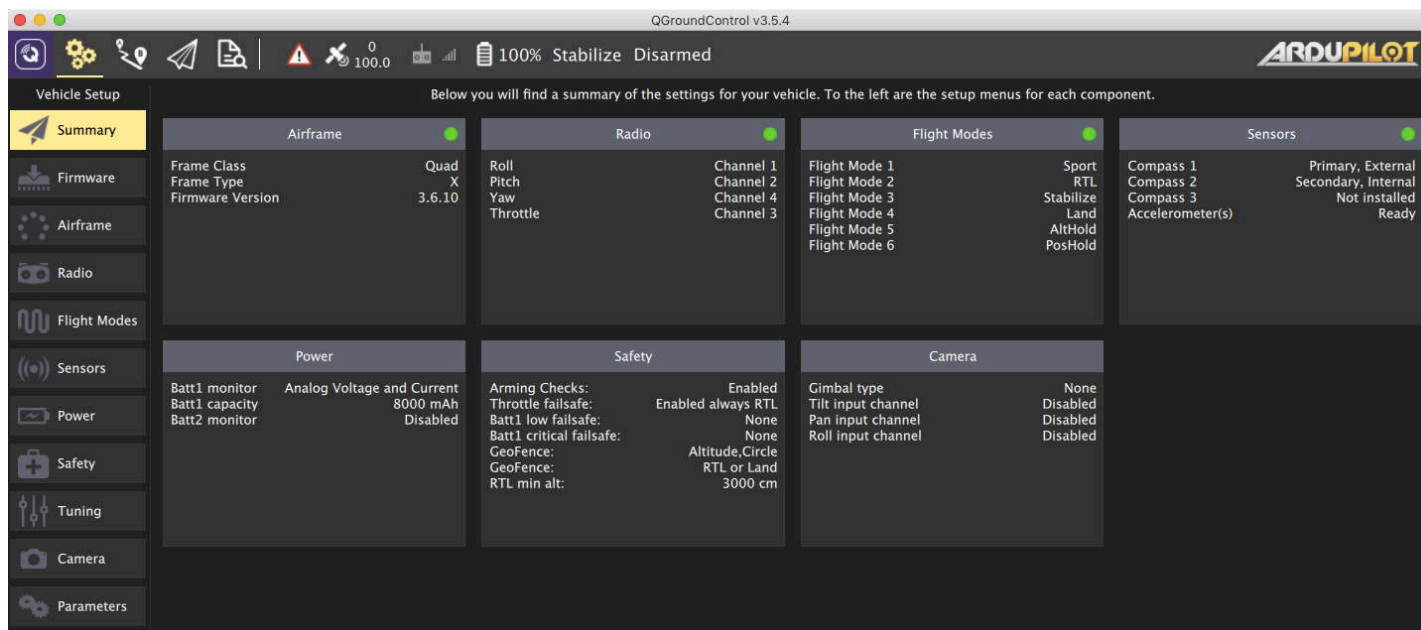 QGroundControl v3.5.4
0
100.0
100% Stabilize Disarmed
ARDUPILOT
Vehicle Setup
Below you will find a summary of the settings for your vehicle. To the left are the setup menus for each component.
Summary
Firmware
Airframe
Radio
Flight Modes
Sensors
Power
Safety
Tuning
Camera
Parameters
Airframe
Frame Class Quad
Frame Type X
Firmware Version 3.6.10
Radio
Roll Channel 1
Pitch Channel 2
Yaw Channel 4
Throttle Channel 3
Flight Modes
Flight Mode 1 Sport
Flight Mode 2 RTL
Flight Mode 3 Stabilize
Flight Mode 4 Land
Flight Mode 5 AltHold
Flight Mode 6 PosHold
Sensors
Compass 1 Primary, External
Compass 2 Secondary, Internal
Compass 3 Not installed
Accelerometer(s) Ready
Power
Batt1 monitor Analog Voltage and Current
Batt1 capacity 8000 mAh
Batt2 monitor Disabled
Safety
Arming Checks: Enabled
Throttle failsafe: Enabled always RTL
Batt1 low failsafe: None
Batt1 critical failsafe: None
GeoFence: Altitude,Circle
GeoFence: RTL or Land
RTL min alt: 3000 cm
Camera
Gimbal type None
Tilt input channel Disabled
Pan input channel Disabled
Roll input channel Disabled